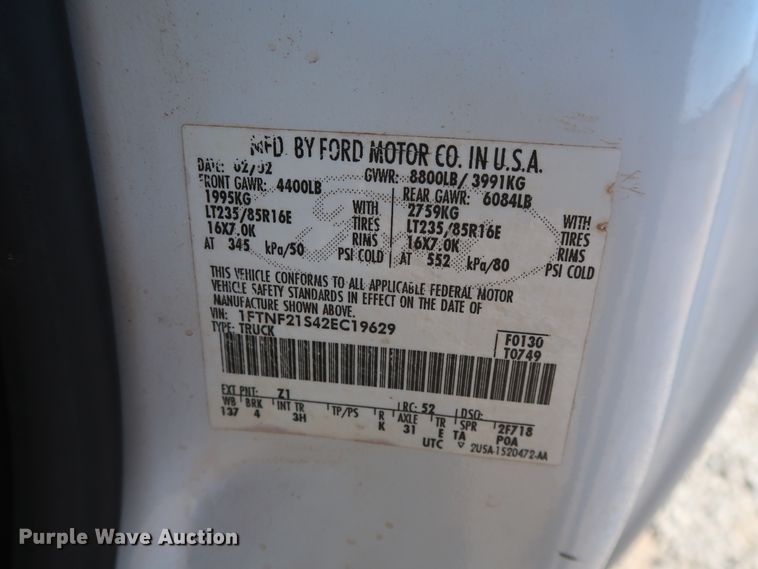 MFD. BY FORD MOTOR CO. IN U.S.A.
DATE: 02/02 GVWR: 8800LB/ 3991KG
FRONT GAWR: 4400LB REAR GAWR: 6084LB
1995KG WITH 2759KG WITH
LT235/85R16E TIRES LT235/85R16E TIRES
16X7.0K RIMS 16X7.0K RIMS
AT 345 kPa/50 PSI COLD AT 552 kPa/80 PSI COLD
THIS VEHICLE CONFORMS TO ALL APPLICABLE FEDERAL MOTOR
VEHICLE SAFETY STANDARDS IN EFFECT ON THE DATE OF
MANUFACTURE SHOWN ABOVE.
VIN: 1FTNF21S42EC19629
TYPE: TRUCK
F0130
T0749
EXT PNT: Z1 RC: 52 DSO:
WB BRK INT TR TP/PS R AXLE TR SPR 2F718
137 4 3H K 31 E TA POA
UTC 2U5A-1520472-AA
Purple Wave Auction